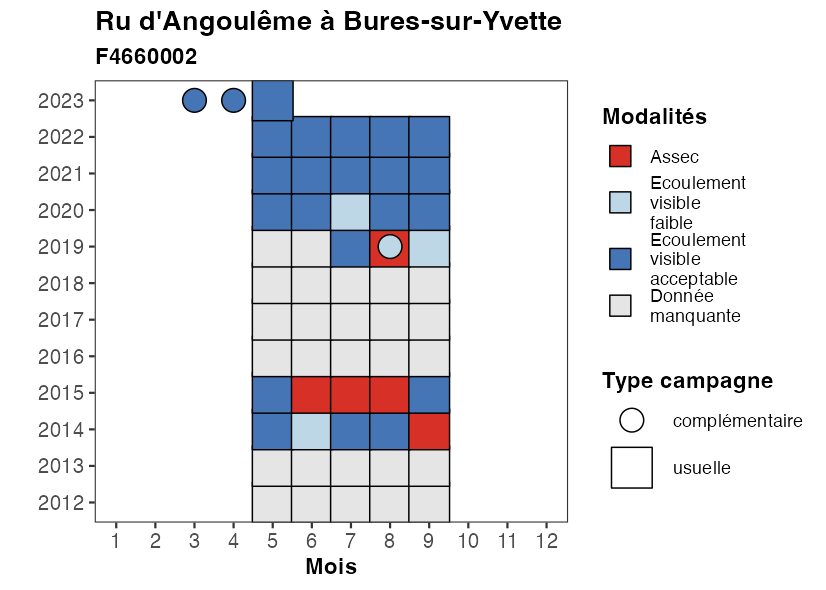 Ru d'Angoulême à Bures-sur-Yvette
F4660002
2023
2022
2021
2020
2019
2018
2017
2016
2015
2014
2013
2012
1 2 3 4 5 6 7 8 9 10 11 12
Mois
Modalités
Assec
Ecoulement
visible
faible
Ecoulement
visible
acceptable
Donnée
manquante
Type campagne
complémentaire
usuelle